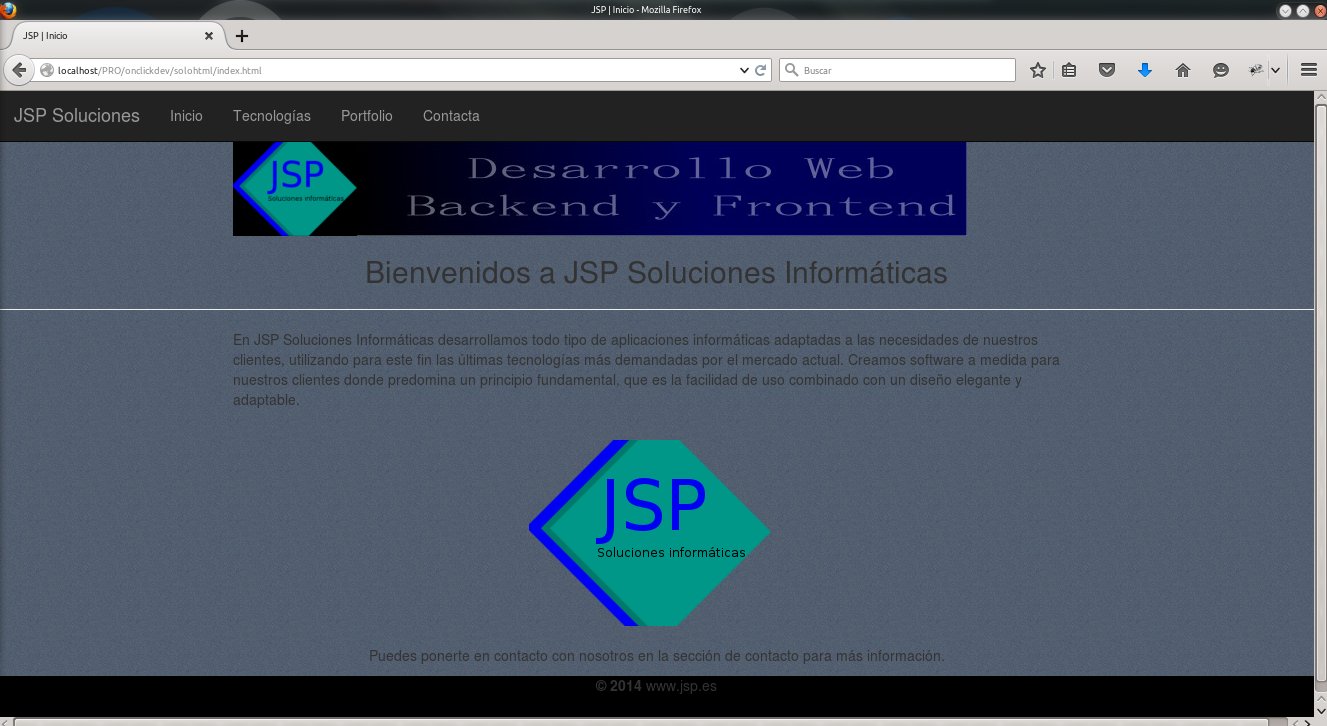 JSP | Inicio - Mozilla Firefox
JSP | Inicio
localhost/PRO/onclickdev/solohtml/index.html
Buscar
JSP Soluciones Inicio Tecnologías Portfolio Contacta
JSP
Soluciones informáticas
Desarrollo Web
Backend y Frontend
Bienvenidos a JSP Soluciones Informáticas
En JSP Soluciones Informáticas desarrollamos todo tipo de aplicaciones informáticas adaptadas a las necesidades de nuestros
clientes, utilizando para este fin las últimas tecnologías más demandadas por el mercado actual. Creamos software a medida para
nuestros clientes donde predomina un principio fundamental, que es la facilidad de uso combinado con un diseño elegante y
adaptable.
JSP
Soluciones informáticas
Puedes ponerte en contacto con nosotros en la sección de contacto para más información.
© 2014 www.jsp.es